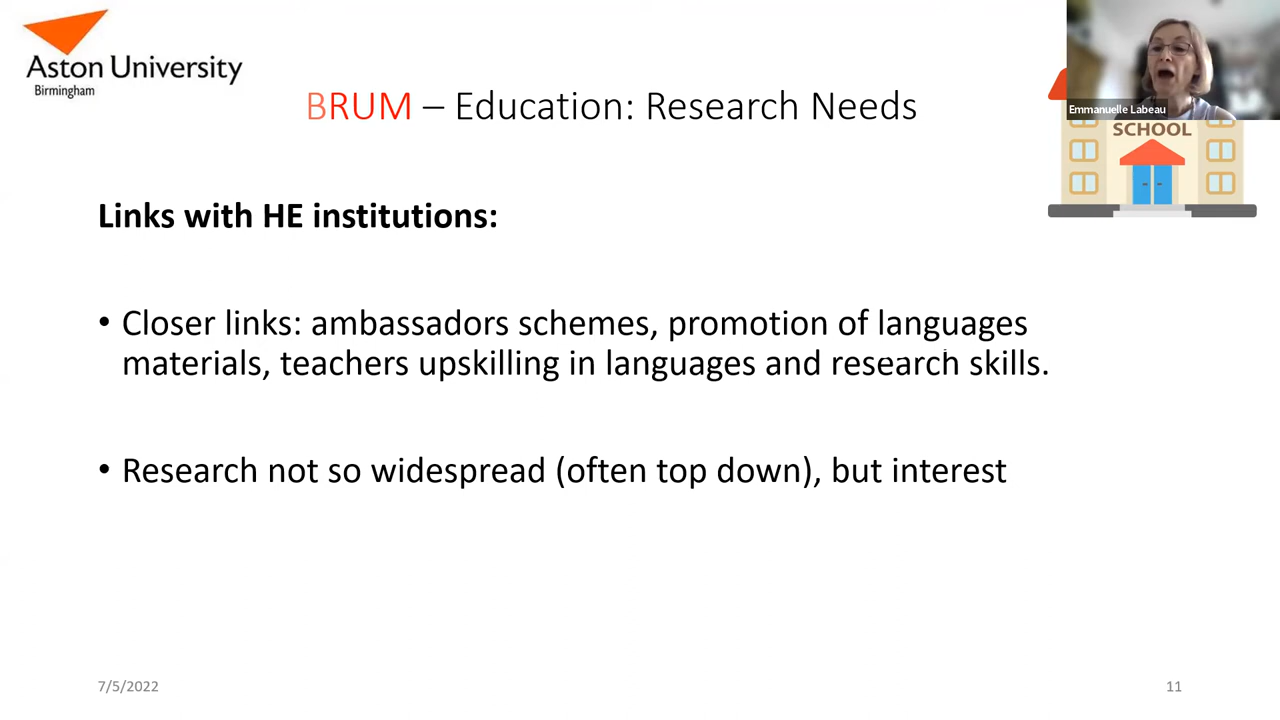 Aston University
Birmingham
Emmanuelle Labeau
BRUM – Education: Research Needs
SCHOOL
Links with HE institutions:
• Closer links: ambassadors schemes, promotion of languages
materials, teachers upskilling in languages and research skills.
• Research not so widespread (often top down), but interest
7/5/2022
11